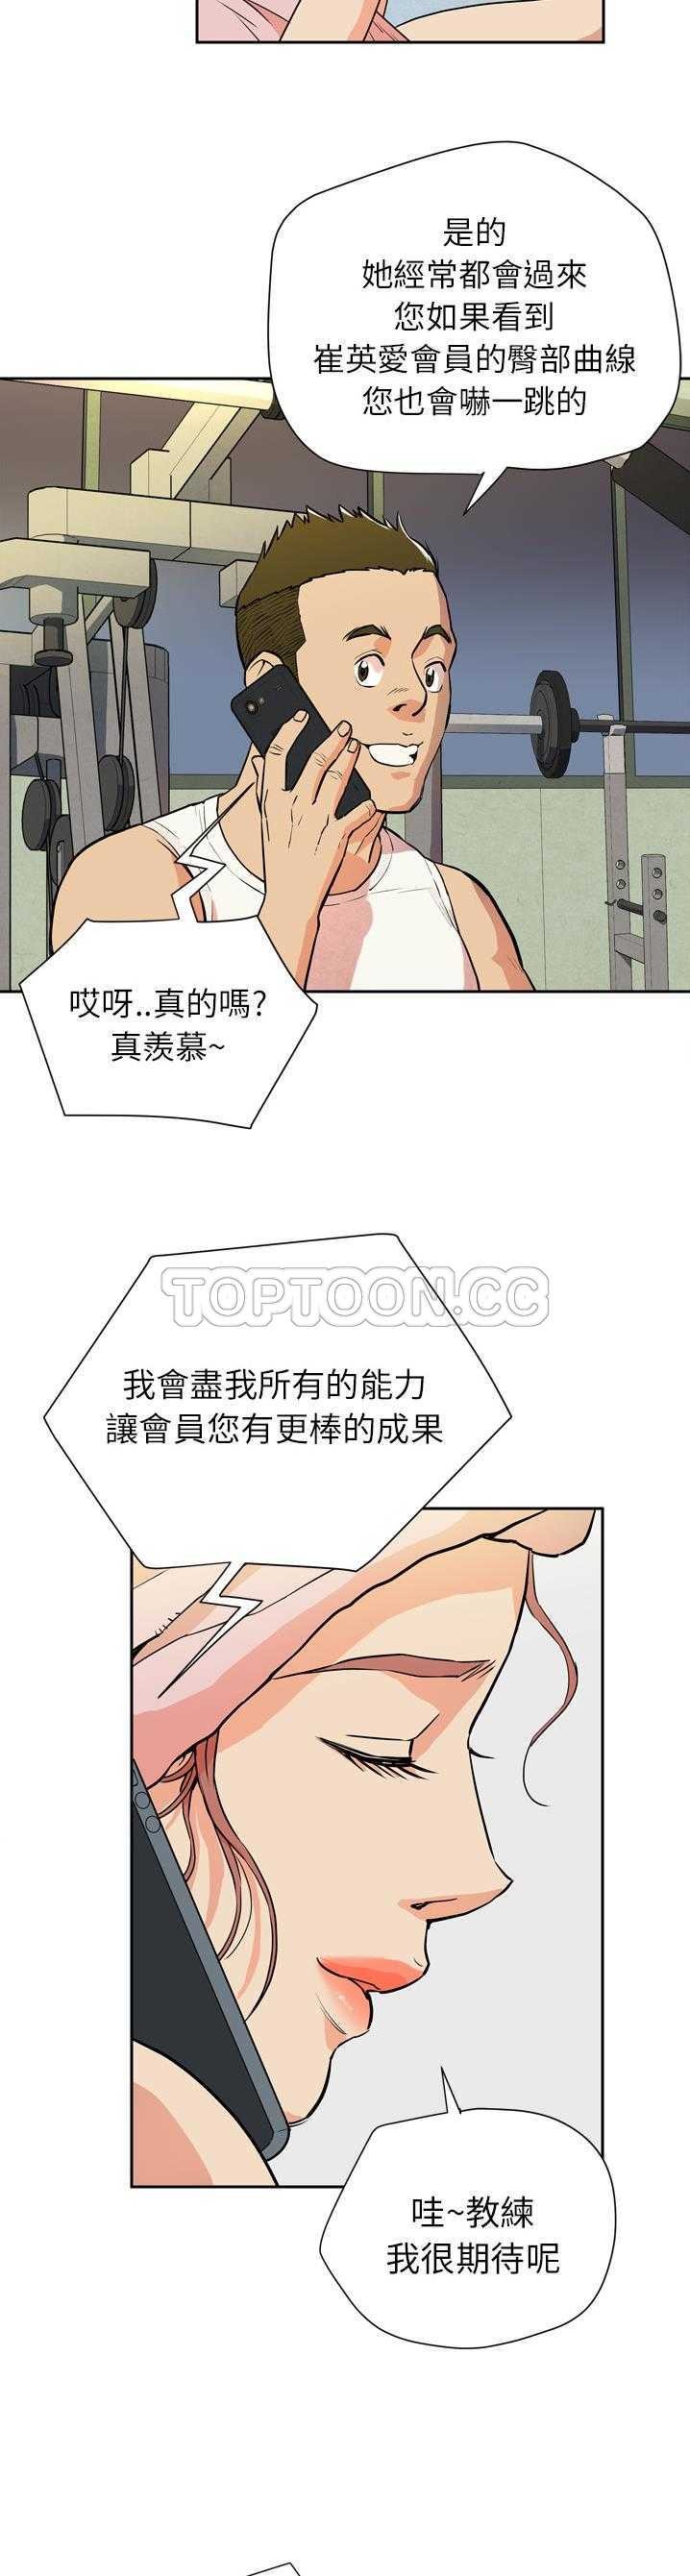 是的
她經常都會過來
您如果看到
崔英愛會員的臀部曲線
您也會嚇一跳的
哎呀..真的嗎?
真羨慕~
TOPTOON.CC
我會盡我所有的能力
讓會員您有更棒的成果
哇~教練
我很期待呢